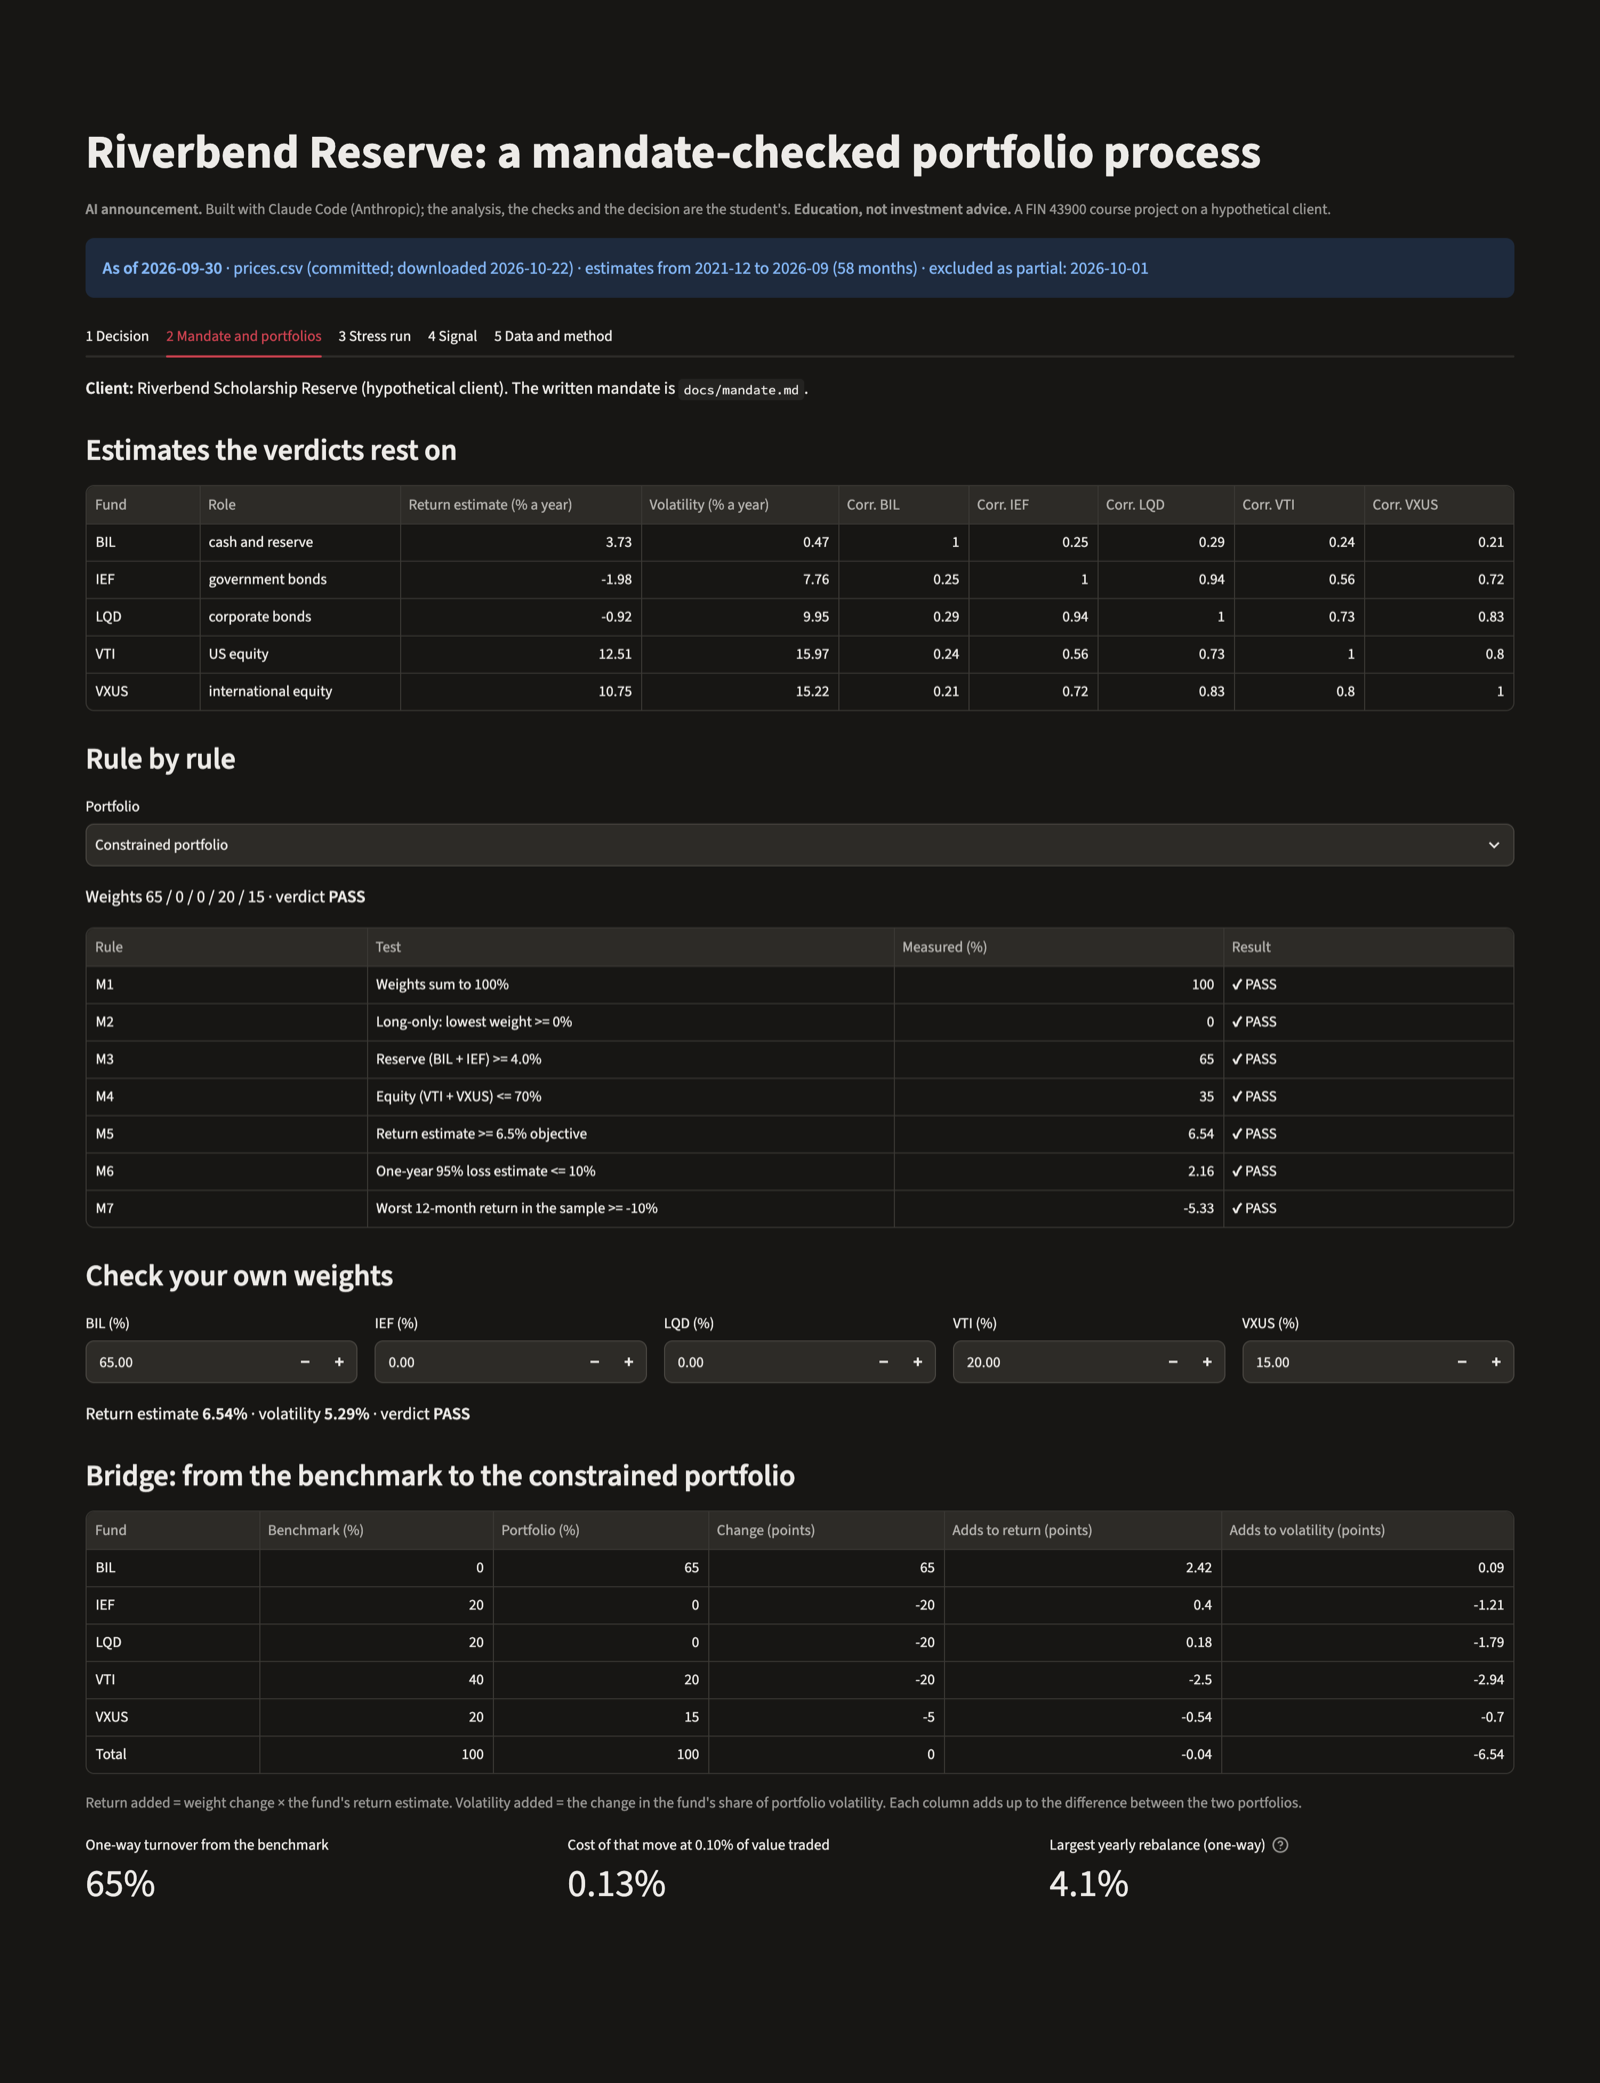 Riverbend Reserve: a mandate-checked portfolio process
AI announcement. Built with Claude Code (Anthropic); the analysis, the checks and the decision are the student's. Education, not investment advice. A FIN 43900 course project on a hypothetical client.
As of 2026-09-30 · prices.csv (committed; downloaded 2026-10-22) · estimates from 2021-12 to 2026-09 (58 months) · excluded as partial: 2026-10-01
1 Decision 2 Mandate and portfolios 3 Stress run 4 Signal 5 Data and method
Client: Riverbend Scholarship Reserve (hypothetical client). The written mandate is docs/mandate.md.
Estimates the verdicts rest on
Fund Role Return estimate (% a year) Volatility (% a year) Corr. BIL Corr. IEF Corr. LQD Corr. VTI Corr. VXUS
BIL cash and reserve 3.73 0.47 1 0.25 0.29 0.24 0.21
IEF government bonds -1.98 7.76 0.25 1 0.94 0.56 0.72
LQD corporate bonds -0.92 9.95 0.29 0.94 1 0.73 0.83
VTI US equity 12.51 15.97 0.24 0.56 0.73 1 0.8
VXUS international equity 10.75 15.22 0.21 0.72 0.83 0.8 1
Rule by rule
Portfolio
Constrained portfolio
Weights 65 / 0 / 0 / 20 / 15 · verdict PASS
Rule Test Measured (%) Result
M1 Weights sum to 100% 100 ✓ PASS
M2 Long-only: lowest weight >= 0% 0 ✓ PASS
M3 Reserve (BIL + IEF) >= 4.0% 65 ✓ PASS
M4 Equity (VTI + VXUS) <= 70% 35 ✓ PASS
M5 Return estimate >= 6.5% objective 6.54 ✓ PASS
M6 One-year 95% loss estimate <= 10% 2.16 ✓ PASS
M7 Worst 12-month return in the sample >= -10% -5.33 ✓ PASS
Check your own weights
BIL (%) IEF (%) LQD (%) VTI (%) VXUS (%)
65.00 − + 0.00 − + 0.00 − + 20.00 − + 15.00 − +
Return estimate 6.54% · volatility 5.29% · verdict PASS
Bridge: from the benchmark to the constrained portfolio
Fund Benchmark (%) Portfolio (%) Change (points) Adds to return (points) Adds to volatility (points)
BIL 0 65 65 2.42 0.09
IEF 20 0 -20 0.4 -1.21
LQD 20 0 -20 0.18 -1.79
VTI 40 20 -20 -2.5 -2.94
VXUS 20 15 -5 -0.54 -0.7
Total 100 100 0 -0.04 -6.54
Return added = weight change × the fund's return estimate. Volatility added = the change in the fund's share of portfolio volatility. Each column adds up to the difference between the two portfolios.
One-way turnover from the benchmark Cost of that move at 0.10% of value traded Largest yearly rebalance (one-way) ?
65% 0.13% 4.1%